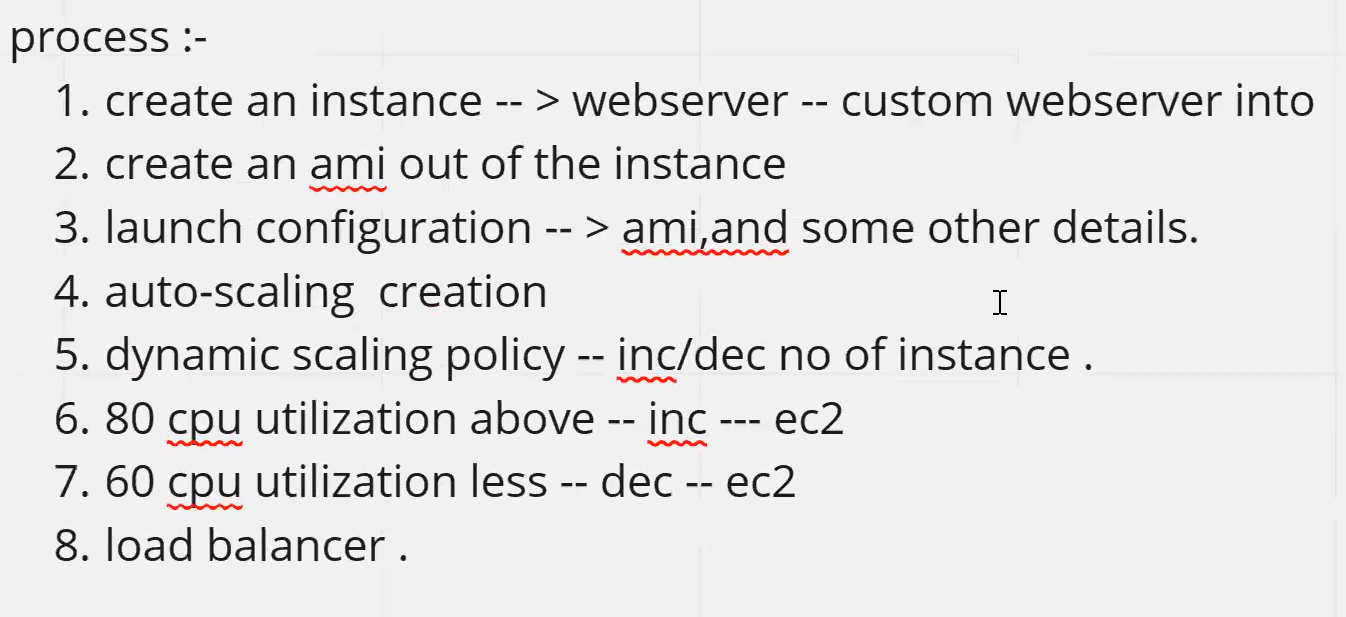 process :-
1. create an instance -- > webserver -- custom webserver into
2. create an ami out of the instance
3. launch configuration -- > ami,and some other details.
4. auto-scaling  creation
5. dynamic scaling policy -- inc/dec no of instance .
6. 80 cpu utilization above -- inc --- ec2
7. 60 cpu utilization less -- dec -- ec2
8. load balancer .